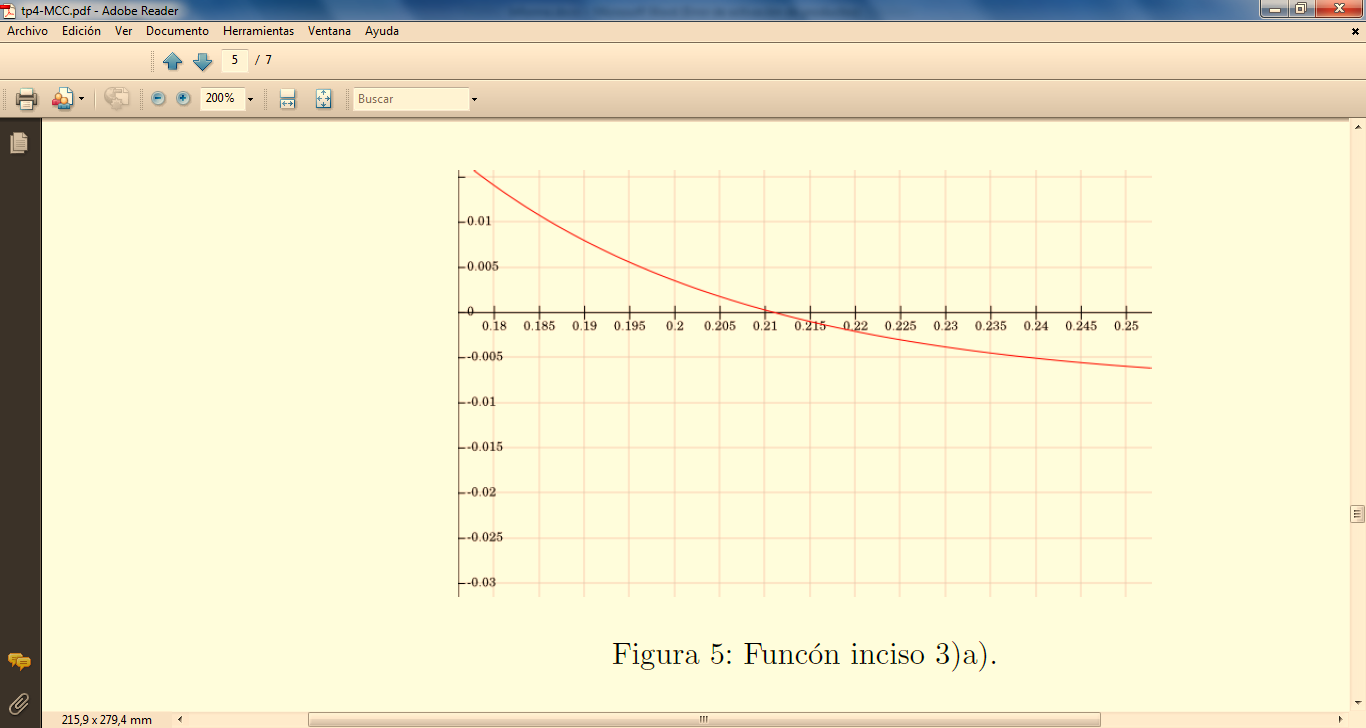 tp4-MCC.pdf - Adobe Reader
Archivo Edición Ver Documento Herramientas Ventana Ayuda
5 / 7
200% Buscar
0.01
0.005
0
0.18 0.185 0.19 0.195 0.2 0.205 0.21 0.215 0.22 0.225 0.23 0.235 0.24 0.245 0.25
-0.005
-0.01
-0.015
-0.02
-0.025
-0.03
Figura 5: Funcón inciso 3)a).
215,9 x 279,4 mm